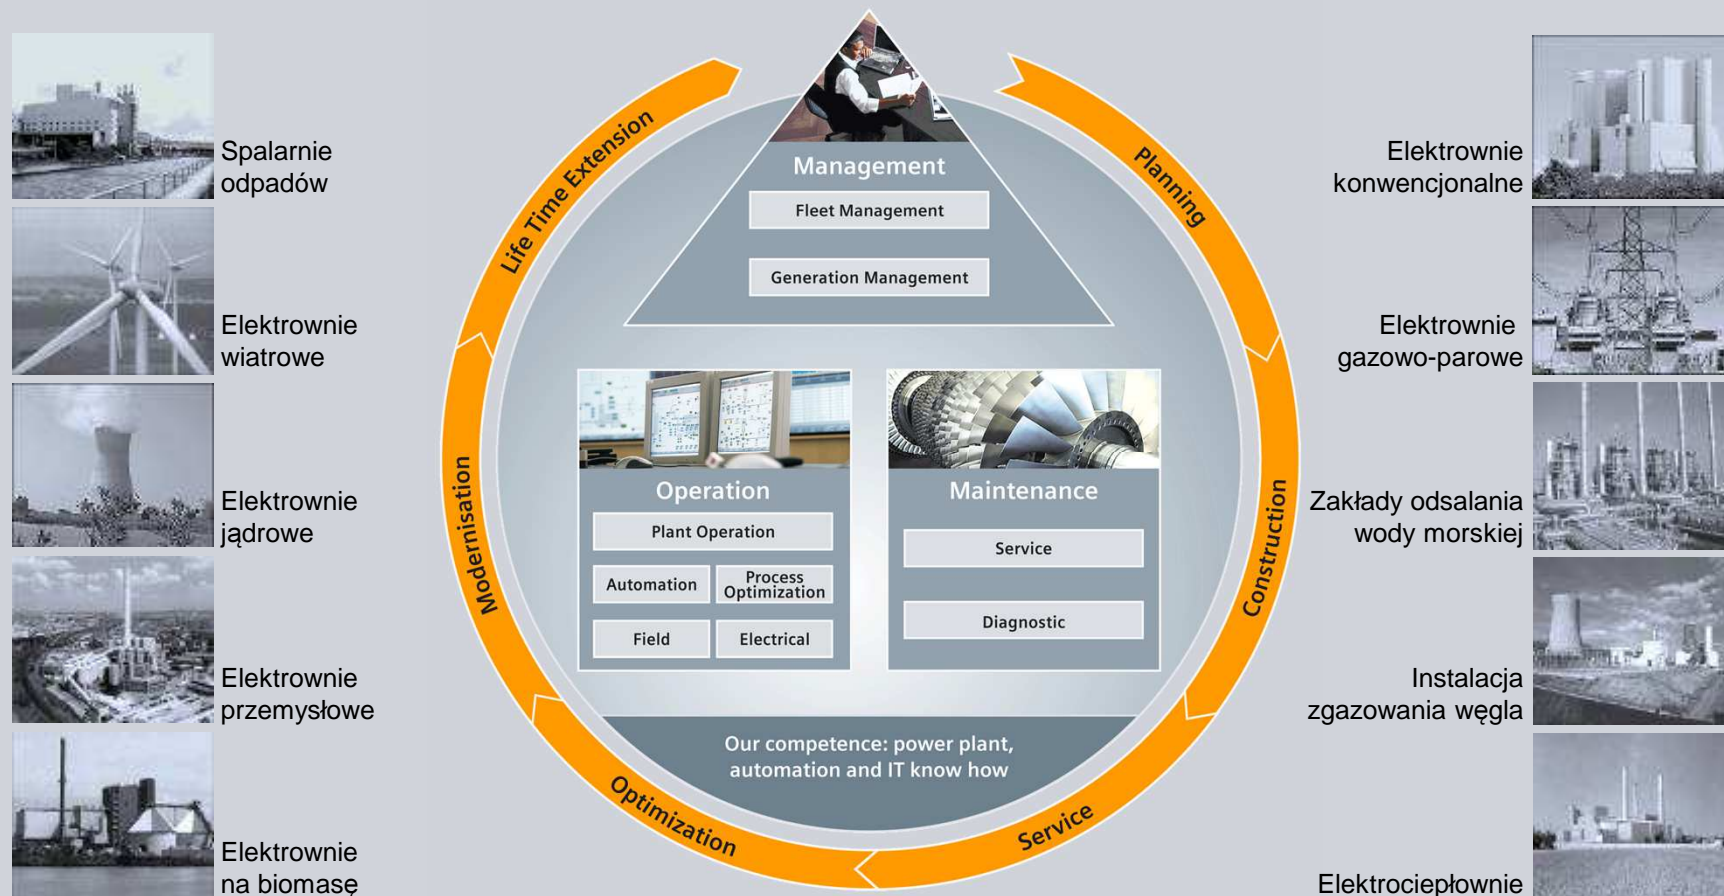 Spalarnie
odpadów
Elektrownie
wiatrowe
Elektrownie
jądrowe
Elektrownie
przemysłowe
Elektrownie
na biomasę
Life Time Extension
Modernisation
Optimization
Service
Construction
Planning
Management
Fleet Management
Generation Management
Operation
Plant Operation
Automation
Process
Optimization
Field
Electrical
Maintenance
Service
Diagnostic
Our competence: power plant,
automation and IT know how
Elektrownie
konwencjonalne
Elektrownie
gazowo-parowe
Zakłady odsalania
wody morskiej
Instalacja
zgazowania węgla
Elektrociepłownie